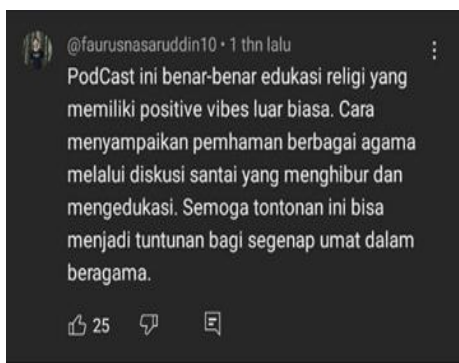 @faurusnasaruddin10 • 1 thn lalu
PodCast ini benar-benar edukasi religi yang
memiliki positive vibes luar biasa. Cara
menyampaikan pemhaman berbagai agama
melalui diskusi santai yang menghibur dan
mengedukasi. Semoga tontonan ini bisa
menjadi tuntunan bagi segenap umat dalam
beragama.
25